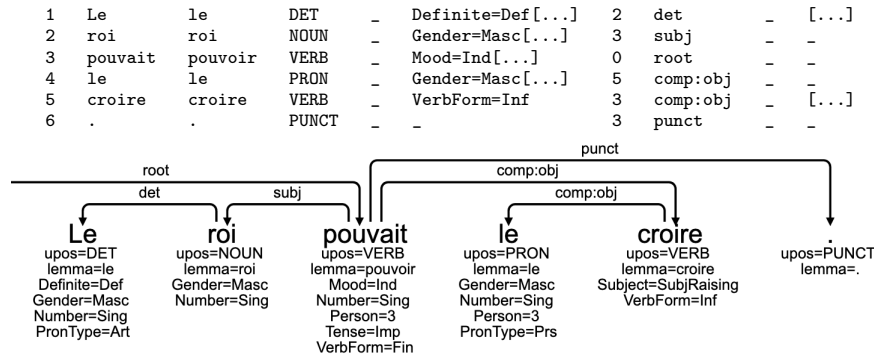 1 Le le DET _ Definite=Def[...] 2 det _ [...]
2 roi roi NOUN _ Gender=Masc[...] 3 subj _ _
3 pouvait pouvoir VERB _ Mood=Ind[...] 0 root _ _
4 le le PRON _ Gender=Masc[...] 5 comp:obj _ _
5 croire croire VERB _ VerbForm=Inf 3 comp:obj _ [...]
6 . . PUNCT _ _ 3 punct _ _
punct
root comp:obj
det subj comp:obj
Le roi pouvait le croire .
upos=DET upos=NOUN upos=VERB upos=PRON upos=VERB upos=PUNCT
lemma=le lemma=roi lemma=pouvoir lemma=le lemma=croire lemma=.
Definite=Def Gender=Masc Mood=Ind Gender=Masc Subject=SubjRaising
Gender=Masc Number=Sing Number=Sing Number=Sing VerbForm=Inf
Number=Sing Person=3 Person=3
PronType=Art Tense=Imp PronType=Prs
VerbForm=Fin